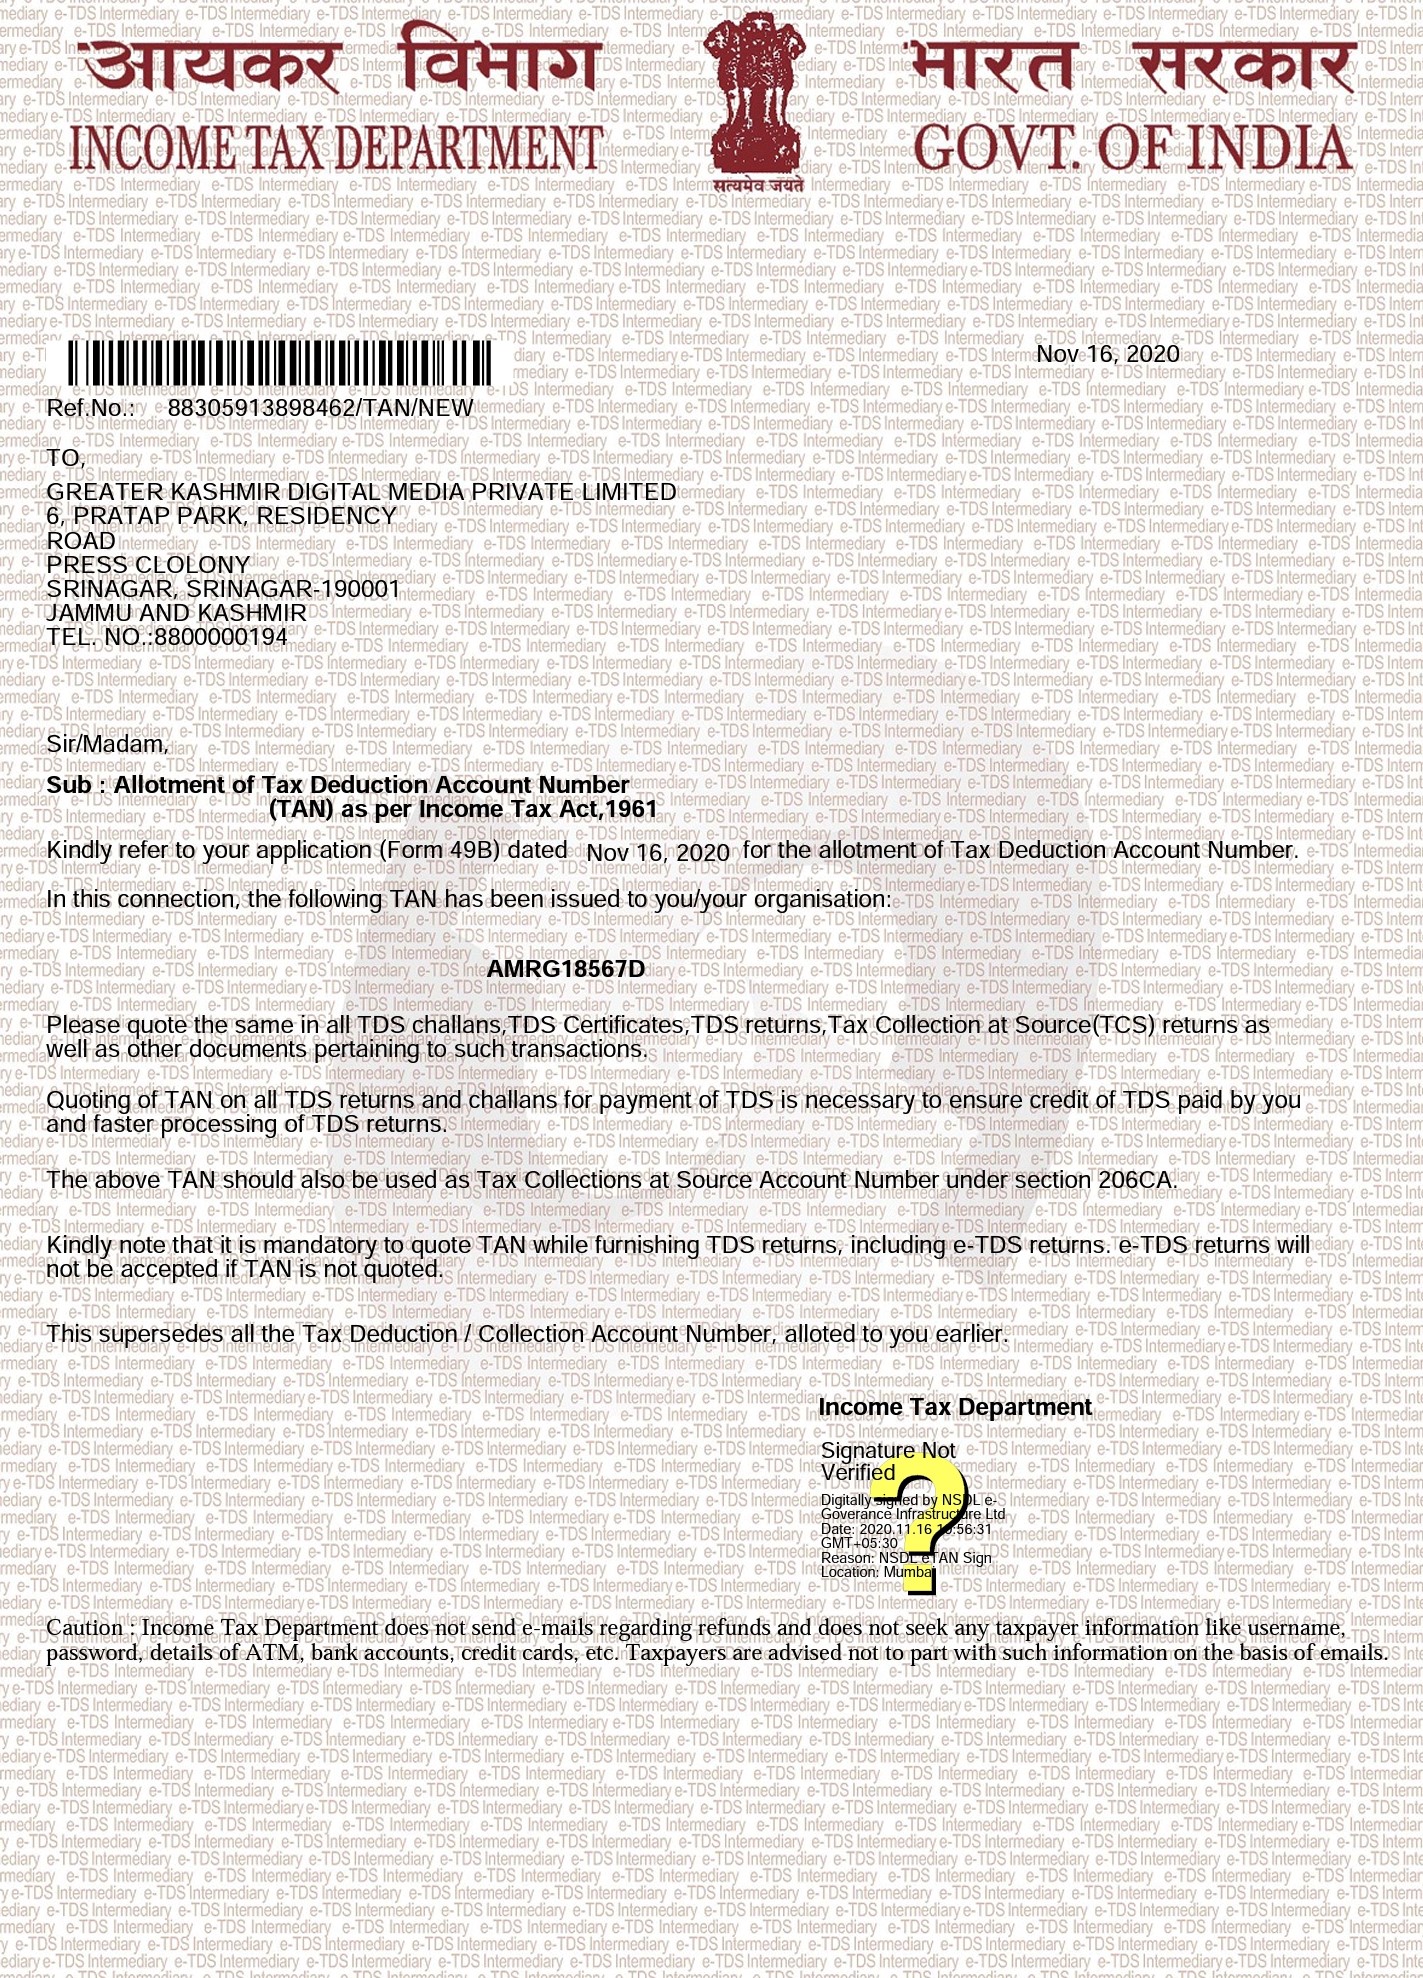 आयकर विभाग भारत सरकार
INCOME TAX DEPARTMENT GOVT. OF INDIA
सत्यमेव जयते
Nov 16, 2020
Ref.No.: 88305913898462/TAN/NEW
TO,
GREATER KASHMIR DIGITAL MEDIA PRIVATE LIMITED
6, PRATAP PARK, RESIDENCY
ROAD
PRESS CLOLONY
SRINAGAR, SRINAGAR-190001
JAMMU AND KASHMIR
TEL. NO.:8800000194
Sir/Madam,
Sub : Allotment of Tax Deduction Account Number
(TAN) as per Income Tax Act,1961
Kindly refer to your application (Form 49B) dated Nov 16, 2020 for the allotment of Tax Deduction Account Number.
In this connection, the following TAN has been issued to you/your organisation:
AMRG18567D
Please quote the same in all TDS challans,TDS Certificates,TDS returns,Tax Collection at Source(TCS) returns as
well as other documents pertaining to such transactions.
Quoting of TAN on all TDS returns and challans for payment of TDS is necessary to ensure credit of TDS paid by you
and faster processing of TDS returns.
The above TAN should also be used as Tax Collections at Source Account Number under section 206CA.
Kindly note that it is mandatory to quote TAN while furnishing TDS returns, including e-TDS returns. e-TDS returns will
not be accepted if TAN is not quoted.
This supersedes all the Tax Deduction / Collection Account Number, alloted to you earlier.
Income Tax Department
Signature Not
Verified
Digitally signed by NSDL e-
Goverance Infrastructure Ltd
Date: 2020.11.16
GMT+05:30
Reason: NSDL eTAN Sign
Location: Mumbai
Caution : Income Tax Department does not send e-mails regarding refunds and does not seek any taxpayer information like username,
password, details of ATM, bank accounts, credit cards, etc. Taxpayers are advised not to part with such information on the basis of emails.